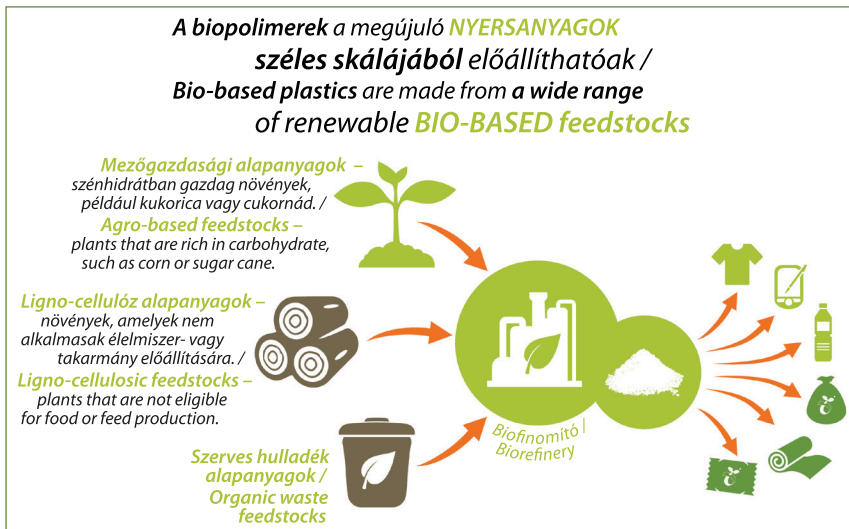 A biopolimerek a megújuló NYERSANYAGOK
széles skálájából előállíthatóak /
Bio-based plastics are made from a wide range
of renewable BIO-BASED feedstocks
Mezőgazdasági alapanyagok –
szénhidrátban gazdag növények,
például kukorica vagy cukornád. /
Agro-based feedstocks –
plants that are rich in carbohydrate,
such as corn or sugar cane.
Ligno-cellulóz alapanyagok –
növények, amelyek nem
alkalmasak élelmiszer- vagy
takarmány előállítására. /
Ligno-cellulosic feedstocks –
plants that are not eligible
for food or feed production.
Szerves hulladék
alapanyagok /
Organic waste
feedstocks
Biofinomító /
Biorefinery